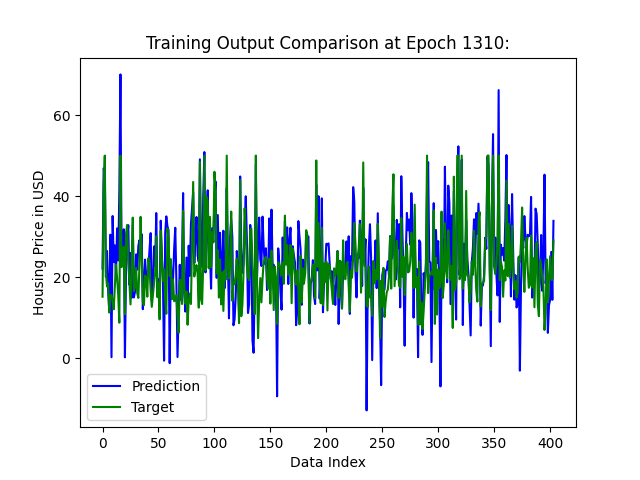 Training Output Comparison at Epoch 1310:
Housing Price in USD
60
40
20
0
Prediction
Target
0 50 100 150 200 250 300 350 400
Data Index